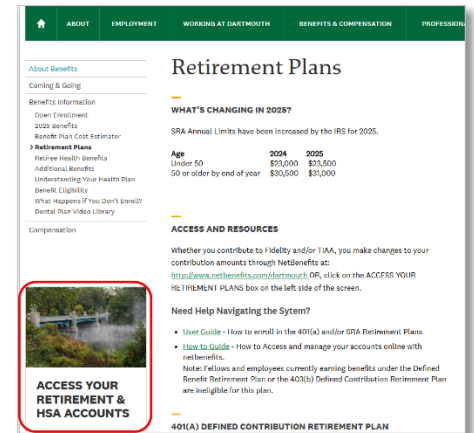 ABOUT EMPLOYMENT WORKING AT DARTMOUTH BENEFITS & COMPENSATION PROFESSION
About Benefits
Coming & Going
Benefits Information
Open Enrollment
2025 Benefits
Benefit Plan Cost Estimator
> Retirement Plans
Retiree Health Benefits
Additional Benefits
Understanding Your Health Plan
Benefit Eligibility
What Happens if You Don't Enroll?
Dental Plan Video Library
Compensation
ACCESS YOUR
RETIREMENT &
HSA ACCOUNTS
Retirement Plans
WHAT'S CHANGING IN 2025?
SRA Annual Limits have been increased by the IRS for 2025.
Age 2024 2025
Under 50 $23,000 $23,500
50 or older by end of year $30,500 $31,000
ACCESS AND RESOURCES
Whether you contribute to Fidelity and/or TIAA, you make changes to your
contribution amounts through NetBenefits at:
http://www.netbenefits.com/dartmouth OR, click on the ACCESS YOUR
RETIREMENT PLANS box on the left side of the screen.
Need Help Navigating the Sytem?
• User Guide - How to enroll in the 401(a) and/or SRA Retirement Plans
• How to Guide - How to Access and manage your accounts online with
netbenefits.
Note: Fellows and employees currently earning benefits under the Defined
Benefit Retirement Plan or the 403(b) Defined Contribution Retirement Plan
are ineligible for this plan.
401(A) DEFINED CONTRIBUTION RETIREMENT PLAN